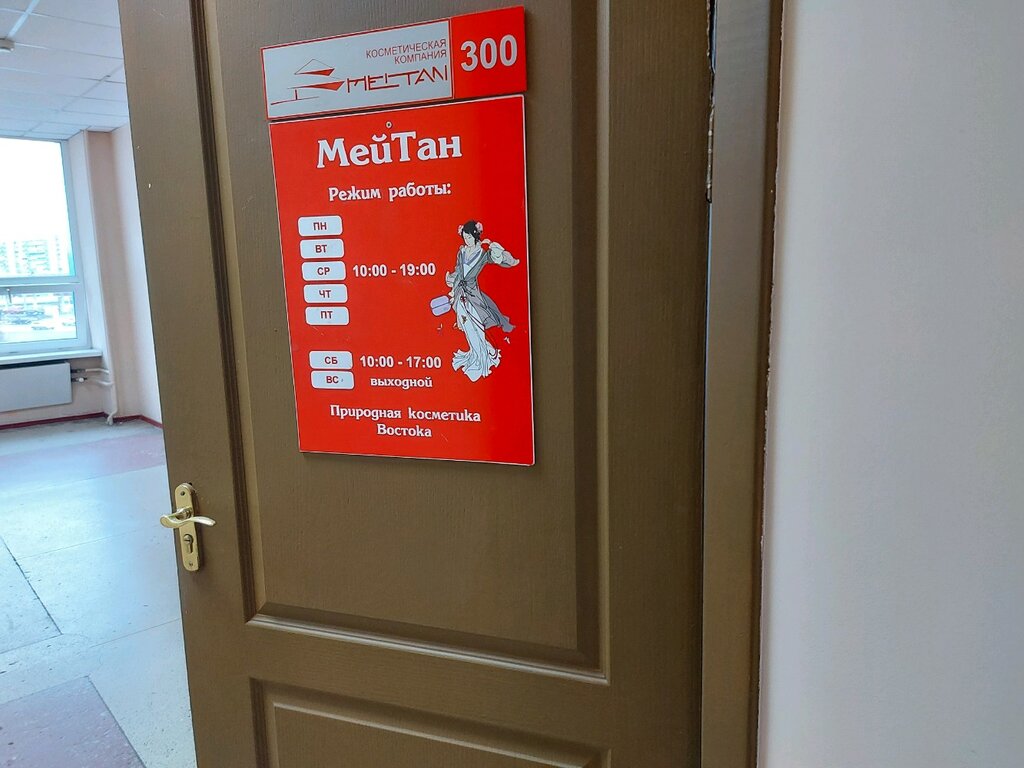 КОСМЕТИЧЕСКАЯ
КОМПАНИЯ
MEITAN
300
МейТан
Режим работы:
ПН
ВТ
СР 10:00 - 19:00
ЧТ
ПТ
СБ 10:00 - 17:00
ВС выходной
Природная косметика
Востока